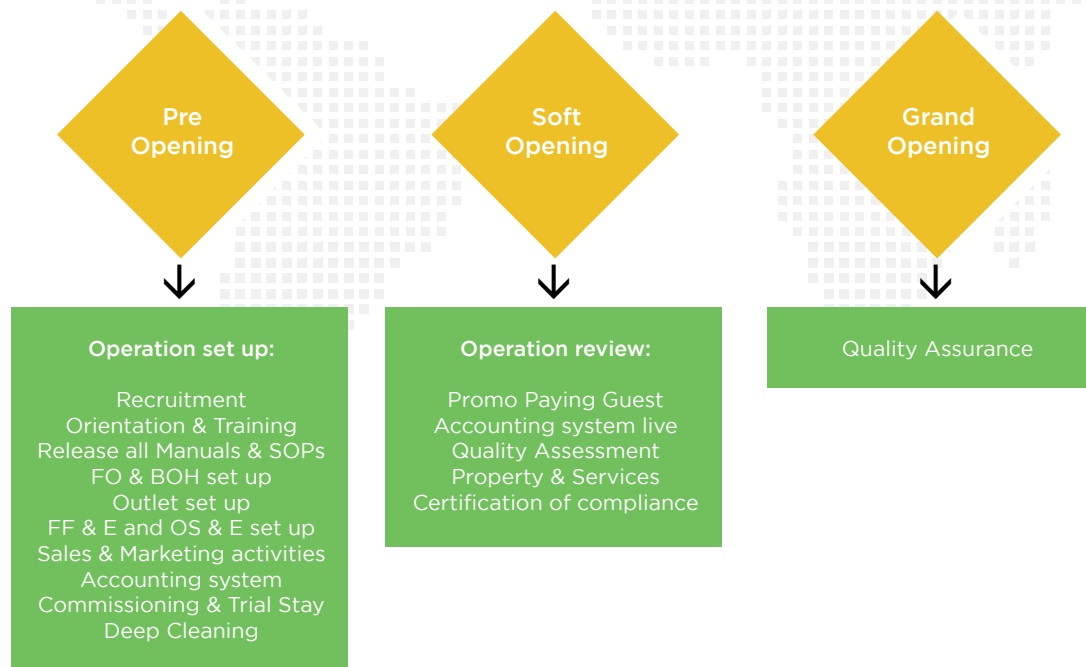 Pre
Opening
Soft
Opening
Grand
Opening
Operation set up:
Recruitment
Orientation & Training
Release all Manuals & SOPs
FO & BOH set up
Outlet set up
FF & E and OS & E set up
Sales & Marketing activities
Accounting system
Commissioning & Trial Stay
Deep Cleaning
Operation review:
Promo Paying Guest
Accounting system live
Quality Assessment
Property & Services
Certification of compliance
Quality Assurance